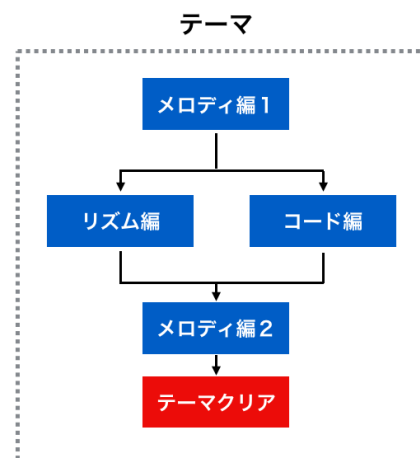 テーマ
メロディ編1
リズム編
コード編
メロディ編2
テーマクリア